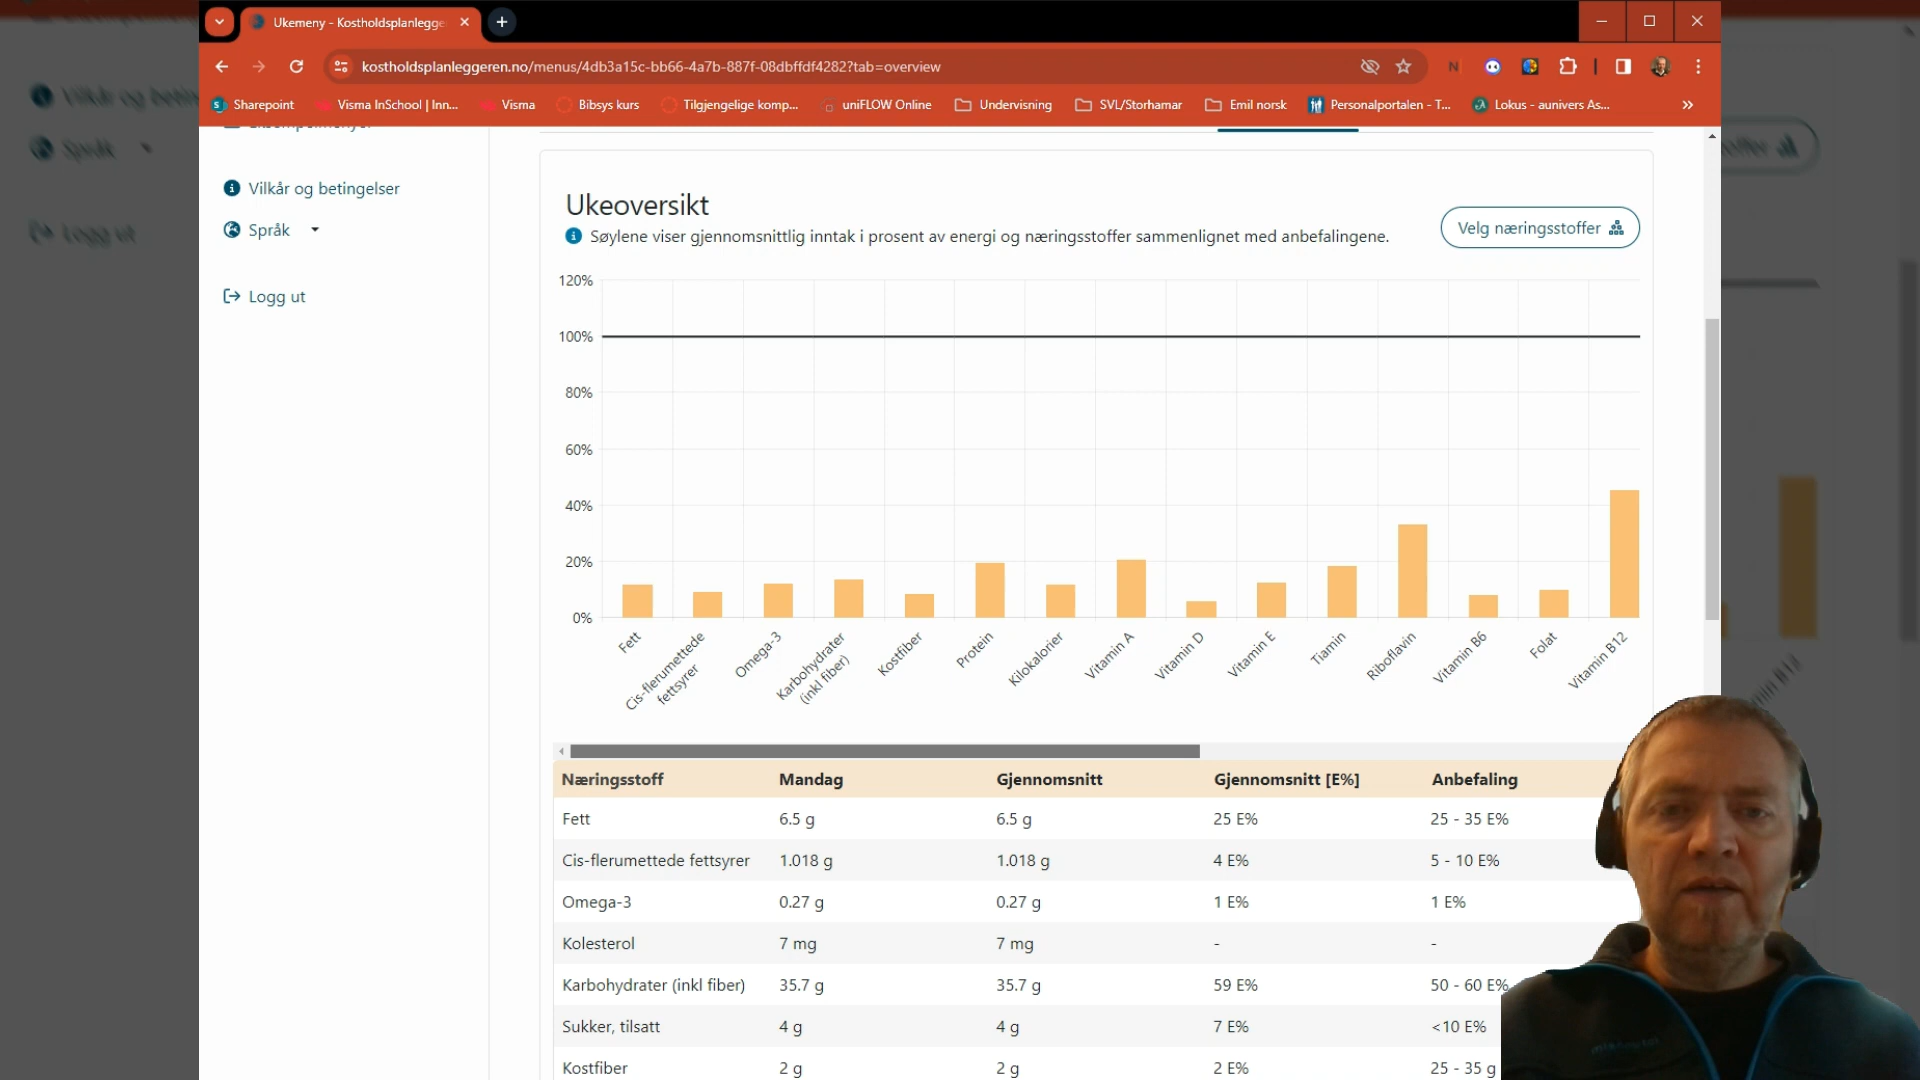 Ukemeny - Kostholdsplanlegge
kostholdsplanleggeren.no/menus/4db3a15c-bb66-4a7b-887f-08dbffdf4282?tab=overview
Sharepoint
Visma InSchool | Inn...
Visma
Bibsys kurs
Tilgjengelige komp...
uniFLOW Online
Undervisning
SVL/Storhamar
Emil norsk
Personalportalen - T...
Lokus - aunivers As...
Vilkår og betingelser
Språk
Logg ut
Ukeoversikt
Søylene viser gjennomsnittlig inntak i prosent av energi og næringsstoffer sammenlignet med anbefalingene.
Velg næringsstoffer
120%
100%
80%
60%
40%
20%
0%
Fett
Cis-flerumettede
fettsyrer
Omega-3
Karbohydrater
(inkl fiber)
Kostfiber
Protein
Kilokalorier
Vitamin A
Vitamin D
Vitamin E
Tiamin
Riboflavin
Vitamin B6
Folat
Vitamin B12
Næringsstoff Mandag Gjennomsnitt Gjennomsnitt [E%] Anbefaling
Fett 6.5 g 6.5 g 25 E% 25 - 35 E%
Cis-flerumettede fettsyrer 1.018 g 1.018 g 4 E% 5 - 10 E%
Omega-3 0.27 g 0.27 g 1 E% 1 E%
Kolesterol 7 mg 7 mg - -
Karbohydrater (inkl fiber) 35.7 g 35.7 g 59 E% 50 - 60 E%
Sukker, tilsatt 4 g 4 g 7 E% <10 E%
Kostfiber 2 g 2 g 2 E% 25 - 35 g